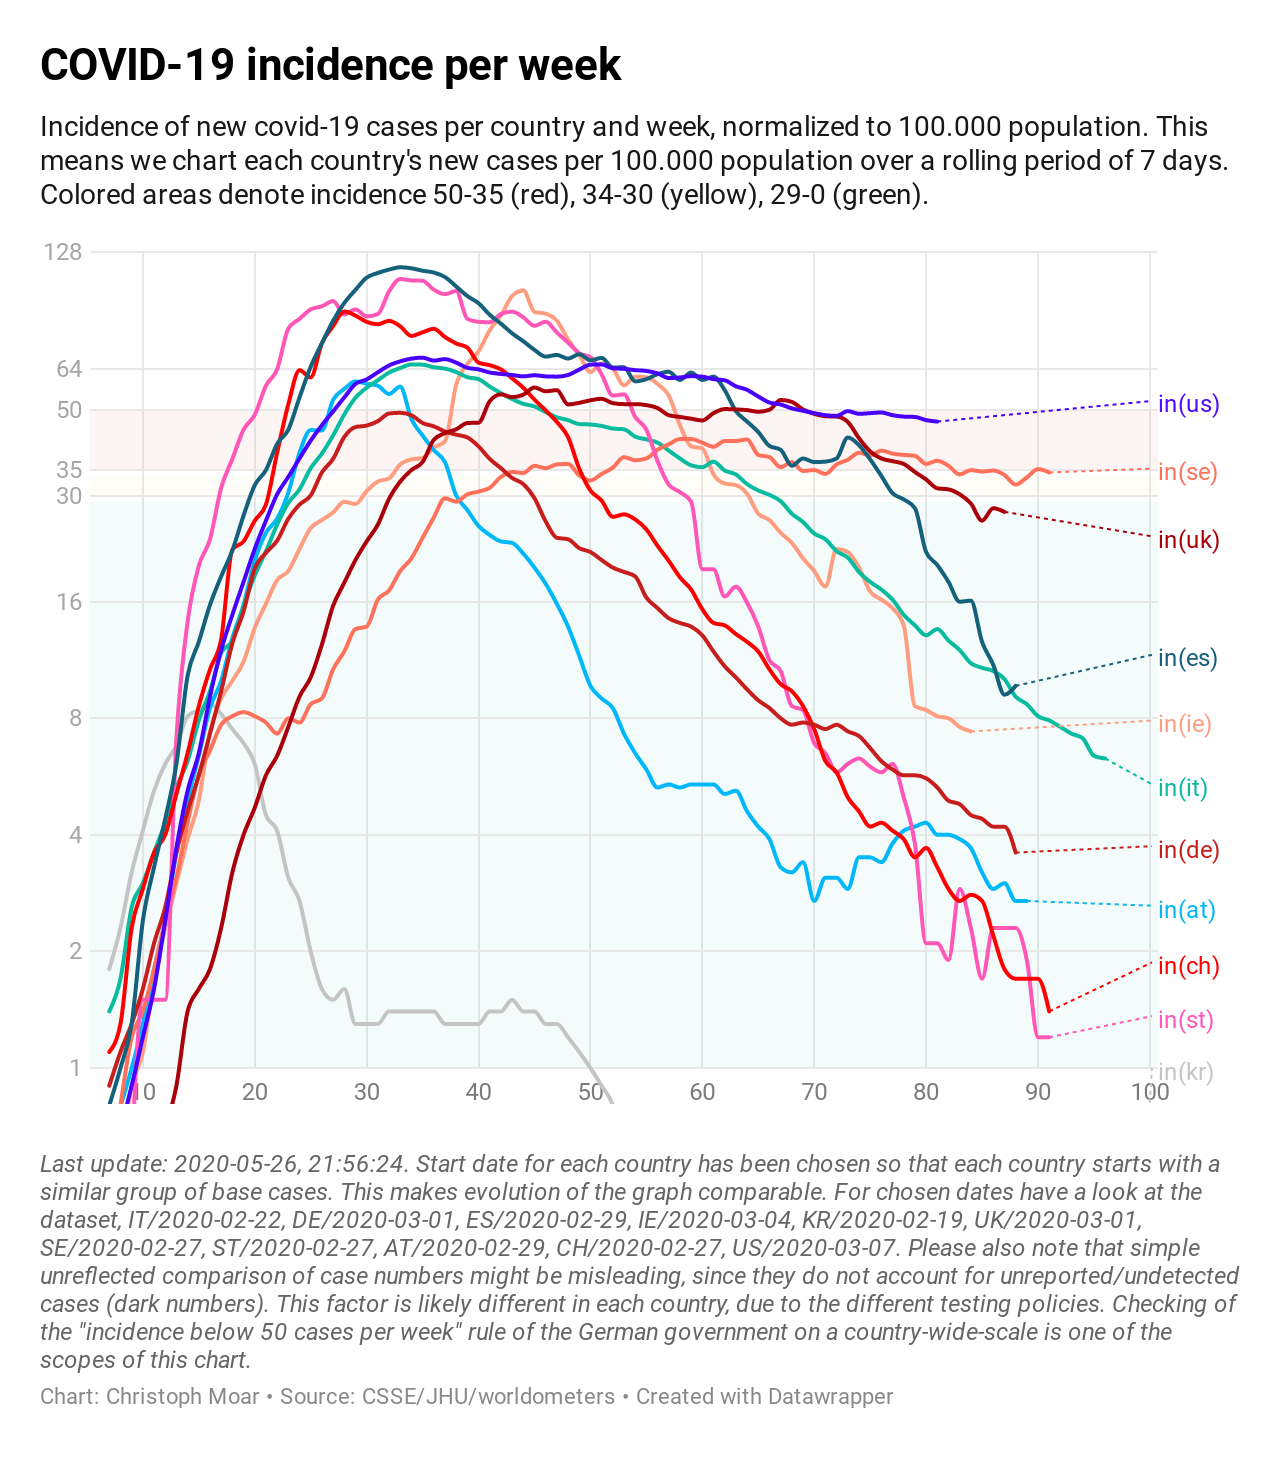 COVID-19 incidence per week
Incidence of new covid-19 cases per country and week, normalized to 100.000 population. This
means we chart each country's new cases per 100.000 population over a rolling period of 7 days.
Colored areas denote incidence 50-35 (red), 34-30 (yellow), 29-0 (green).
128
64
50
35
30
16
8
4
2
1
in(us)
in(se)
in(uk)
in(es)
in(ie)
in(it)
in(de)
in(at)
in(ch)
in(st)
in(kr)
10 20 30 40 50 60 70 80 90 100
Last update: 2020-05-26, 21:56:24. Start date for each country has been chosen so that each country starts with a
similar group of base cases. This makes evolution of the graph comparable. For chosen dates have a look at the
dataset, IT/2020-02-22, DE/2020-03-01, ES/2020-02-29, IE/2020-03-04, KR/2020-02-19, UK/2020-03-01,
SE/2020-02-27, ST/2020-02-27, AT/2020-02-29, CH/2020-02-27, US/2020-03-07. Please also note that simple
unreflected comparison of case numbers might be misleading, since they do not account for unreported/undetected
cases (dark numbers). This factor is likely different in each country, due to the different testing policies. Checking of
the "incidence below 50 cases per week" rule of the German government on a country-wide-scale is one of the
scopes of this chart.
Chart: Christoph Moar • Source: CSSE/JHU/worldometers • Created with Datawrapper